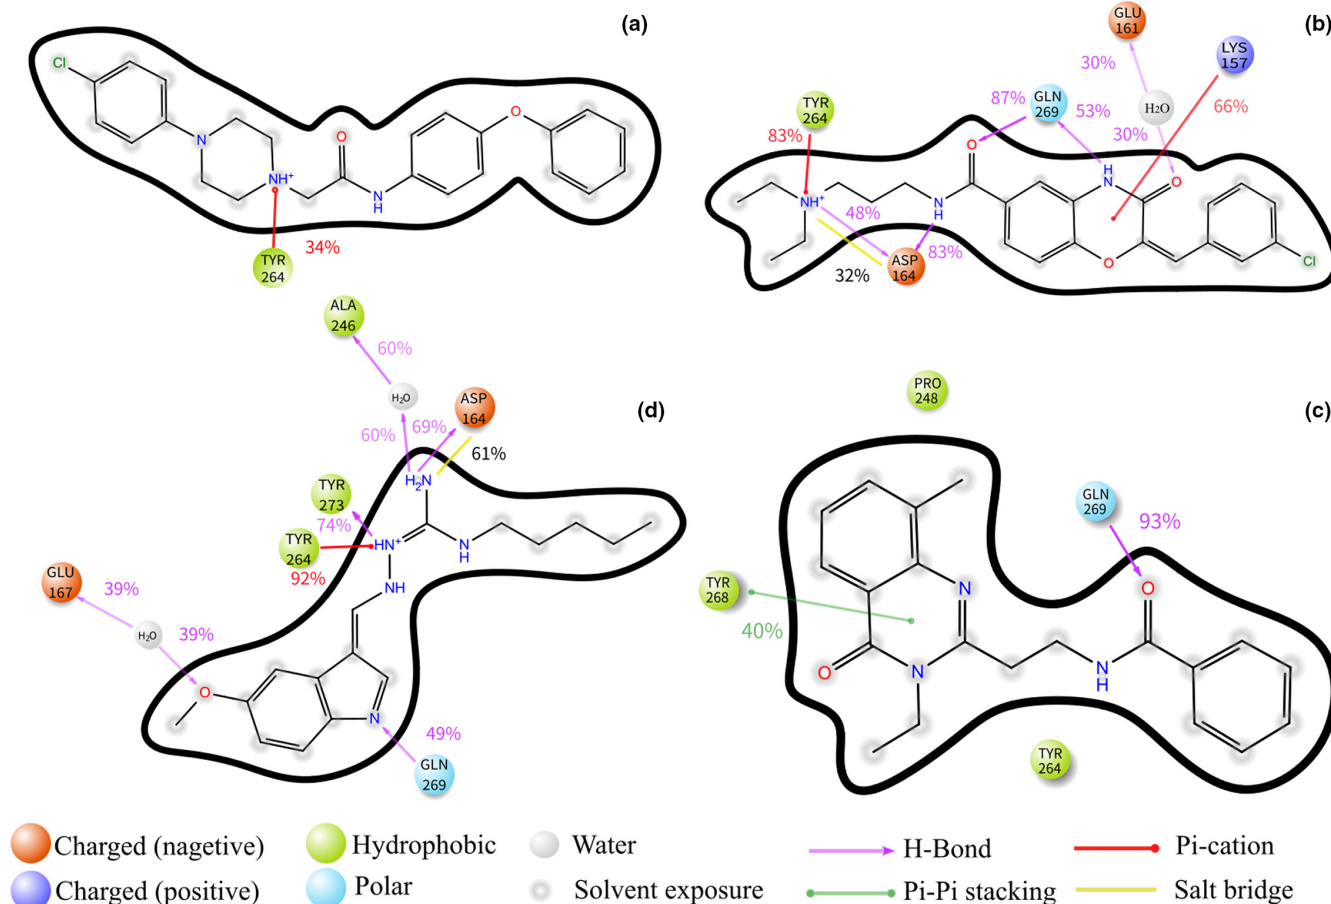 (a)
Cl
N
NH⁺
O
N
H
O
TYR
264
34%
(b)
GLU
161
LYS
157
30%
H₂O
30%
66%
TYR
264
83%
87%
GLN
269
53%
O
H
N
O
NH⁺
N
H
48%
83%
32%
ASP
164
O
Cl
(d)
ALA
246
60%
H₂O
60%
69%
ASP
164
61%
H₂N
TYR
273
74%
TYR
264
92%
HN⁺
N
H
NH
GLU
167
39%
H₂O
39%
O
N
49%
GLN
269
(c)
PRO
248
GLN
269
93%
TYR
268
40%
N
O
N
O
N
H
TYR
264
Charged (nagetive)
Hydrophobic
Water
H-Bond
Pi-cation
Charged (positive)
Polar
Solvent exposure
Pi-Pi stacking
Salt bridge